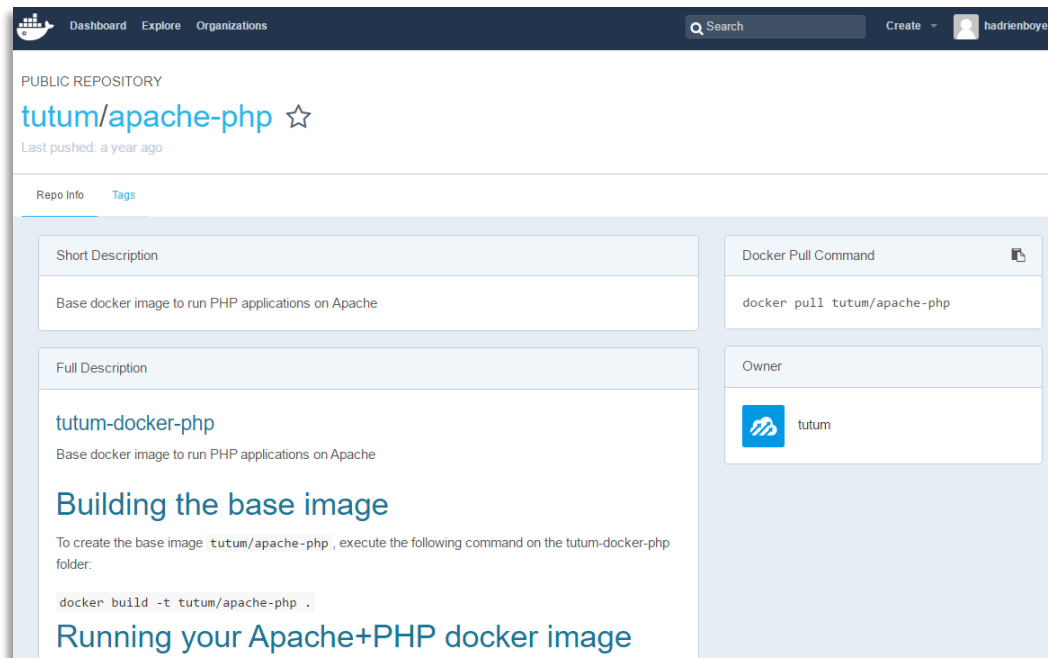 Dashboard Explore Organizations Search Create hadrienboye
PUBLIC REPOSITORY
tutum/apache-php
Last pushed: a year ago
Repo Info Tags
Short Description
Base docker image to run PHP applications on Apache
Docker Pull Command
docker pull tutum/apache-php
Full Description
tutum-docker-php
Base docker image to run PHP applications on Apache
Building the base image
To create the base image tutum/apache-php , execute the following command on the tutum-docker-php
folder:
docker build -t tutum/apache-php .
Running your Apache+PHP docker image
Owner
tutum